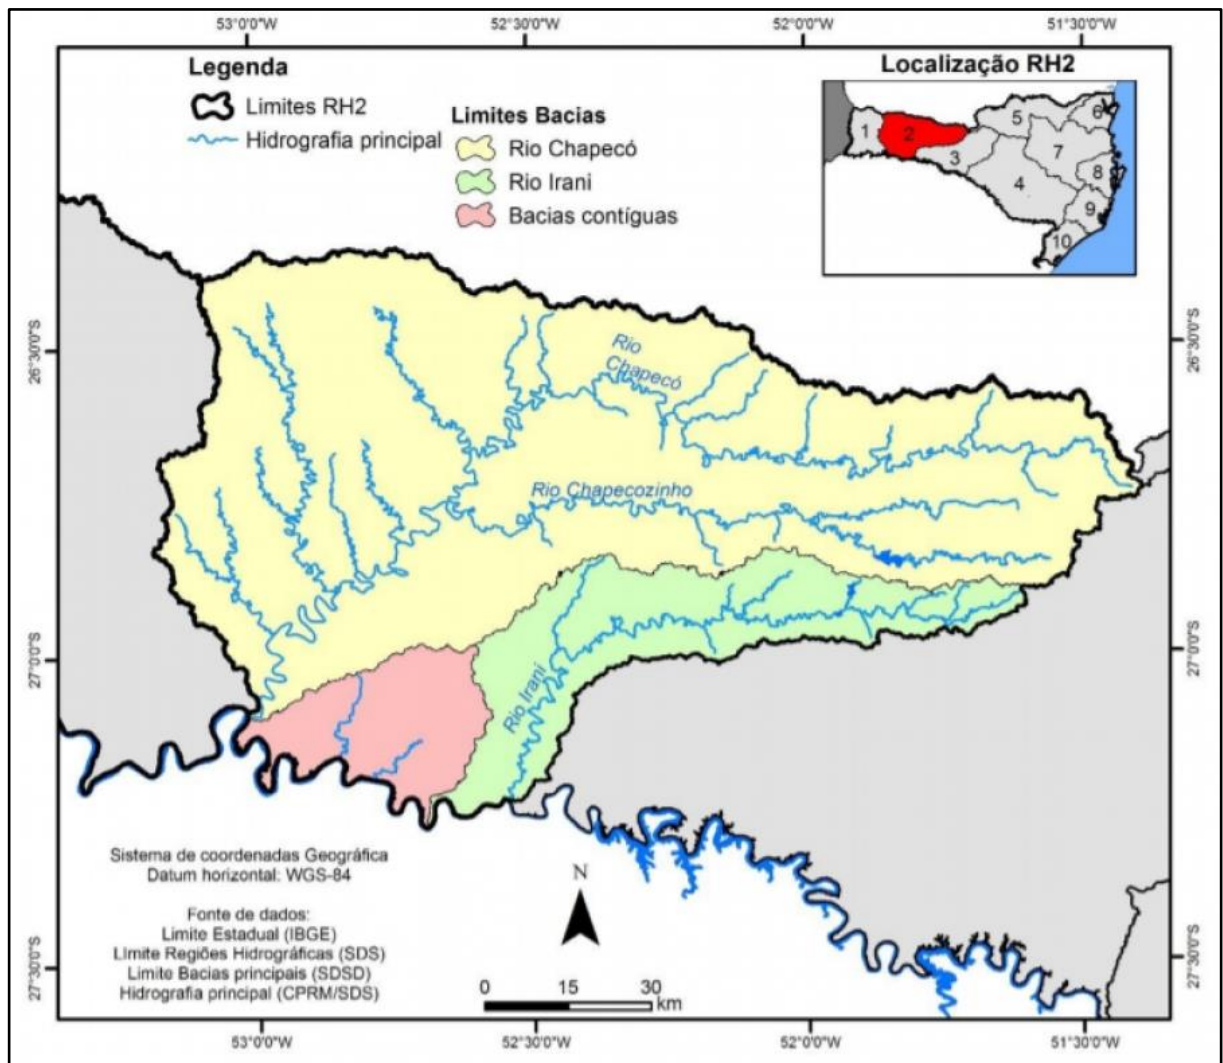 53°0'0"W
52°30'0"W
52°0'0"W
51°30'0"W
Legenda
Limites RH2
Hidrografia principal
Limites Bacias
Rio Chapecó
Rio Irani
Bacias contíguas
Localização RH2
1
2
3
4
5
6
7
8
9
10
26°30'0"S
26°30'0"S
Rio
Chapecó
Rio Chapecozinho
Rio Irani
27°0'0"S
27°0'0"S
Sistema de coordenadas Geográfica
Datum horizontal: WGS-84
Fonte de dados:
Limite Estadual (IBGE)
LImite Regiões Hidrográficas (SDS)
Limite Bacias principais (SDSD)
Hidrografia principal (CPRM/SDS)
N
0 15 30
km
27°30'0"S
27°30'0"S
53°0'0"W
52°30'0"W
52°0'0"W
51°30'0"W